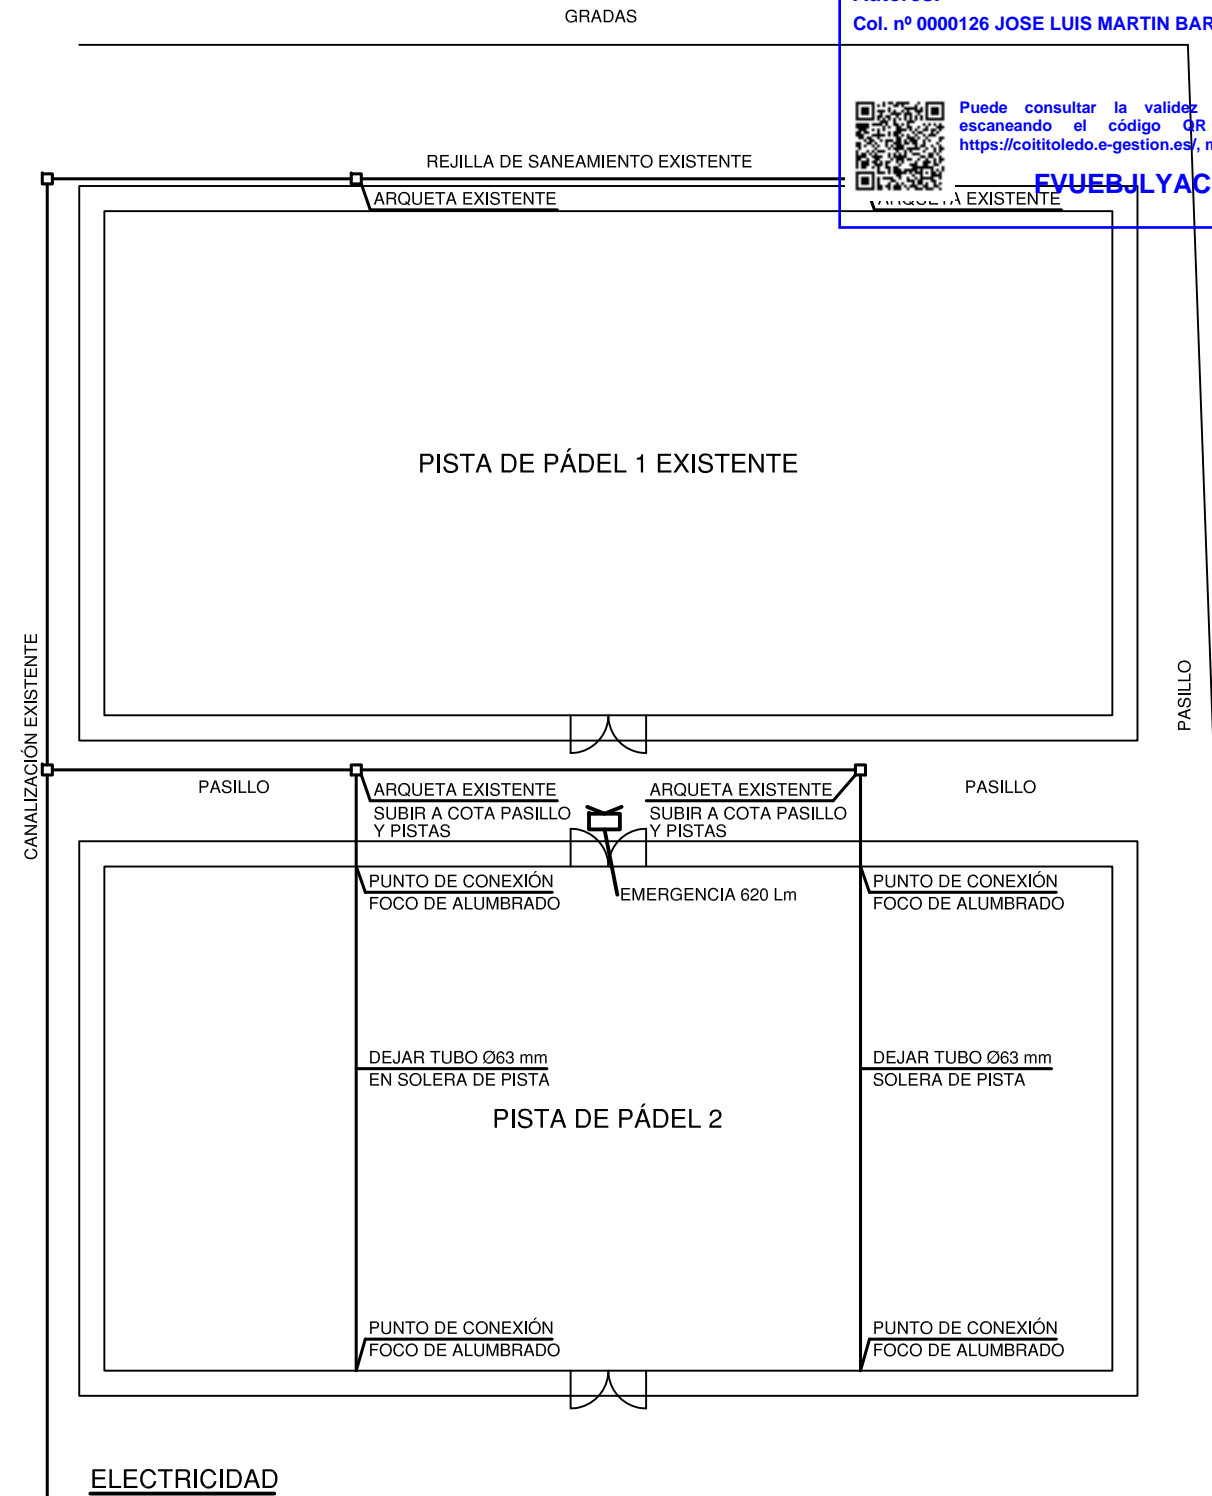 GRADAS
Col. nº 0000126 JOSE LUIS MARTIN BAR
Puede consultar la validez
escaneando el código QR
https://coititoledo.e-gestion.es/,
FVUEBJLYAC
REJILLA DE SANEAMIENTO EXISTENTE
ARQUETA EXISTENTE
ARQUETA EXISTENTE
PISTA DE PÁDEL 1 EXISTENTE
CANALIZACIÓN EXISTENTE
PASILLO
PASILLO
ARQUETA EXISTENTE
SUBIR A COTA PASILLO
Y PISTAS
ARQUETA EXISTENTE
SUBIR A COTA PASILLO
Y PISTAS
PASILLO
PUNTO DE CONEXIÓN
FOCO DE ALUMBRADO
EMERGENCIA 620 Lm
PUNTO DE CONEXIÓN
FOCO DE ALUMBRADO
DEJAR TUBO Ø63 mm
EN SOLERA DE PISTA
DEJAR TUBO Ø63 mm
SOLERA DE PISTA
PISTA DE PÁDEL 2
PUNTO DE CONEXIÓN
FOCO DE ALUMBRADO
PUNTO DE CONEXIÓN
FOCO DE ALUMBRADO
ELECTRICIDAD